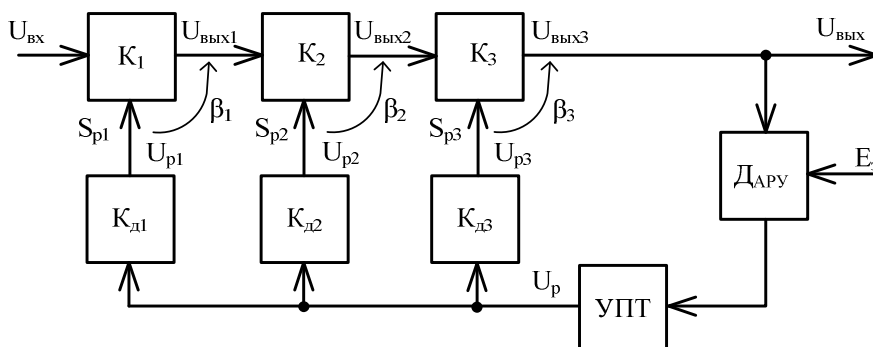 Uвх
K1
Uвых1
K2
Uвых2
K3
Uвых3
Uвых
Sр1
β1
Uр1
Sр2
β2
Uр2
Sр3
β3
Uр3
ДАРУ
Kд1
Kд2
Kд3
Uр
УПТ